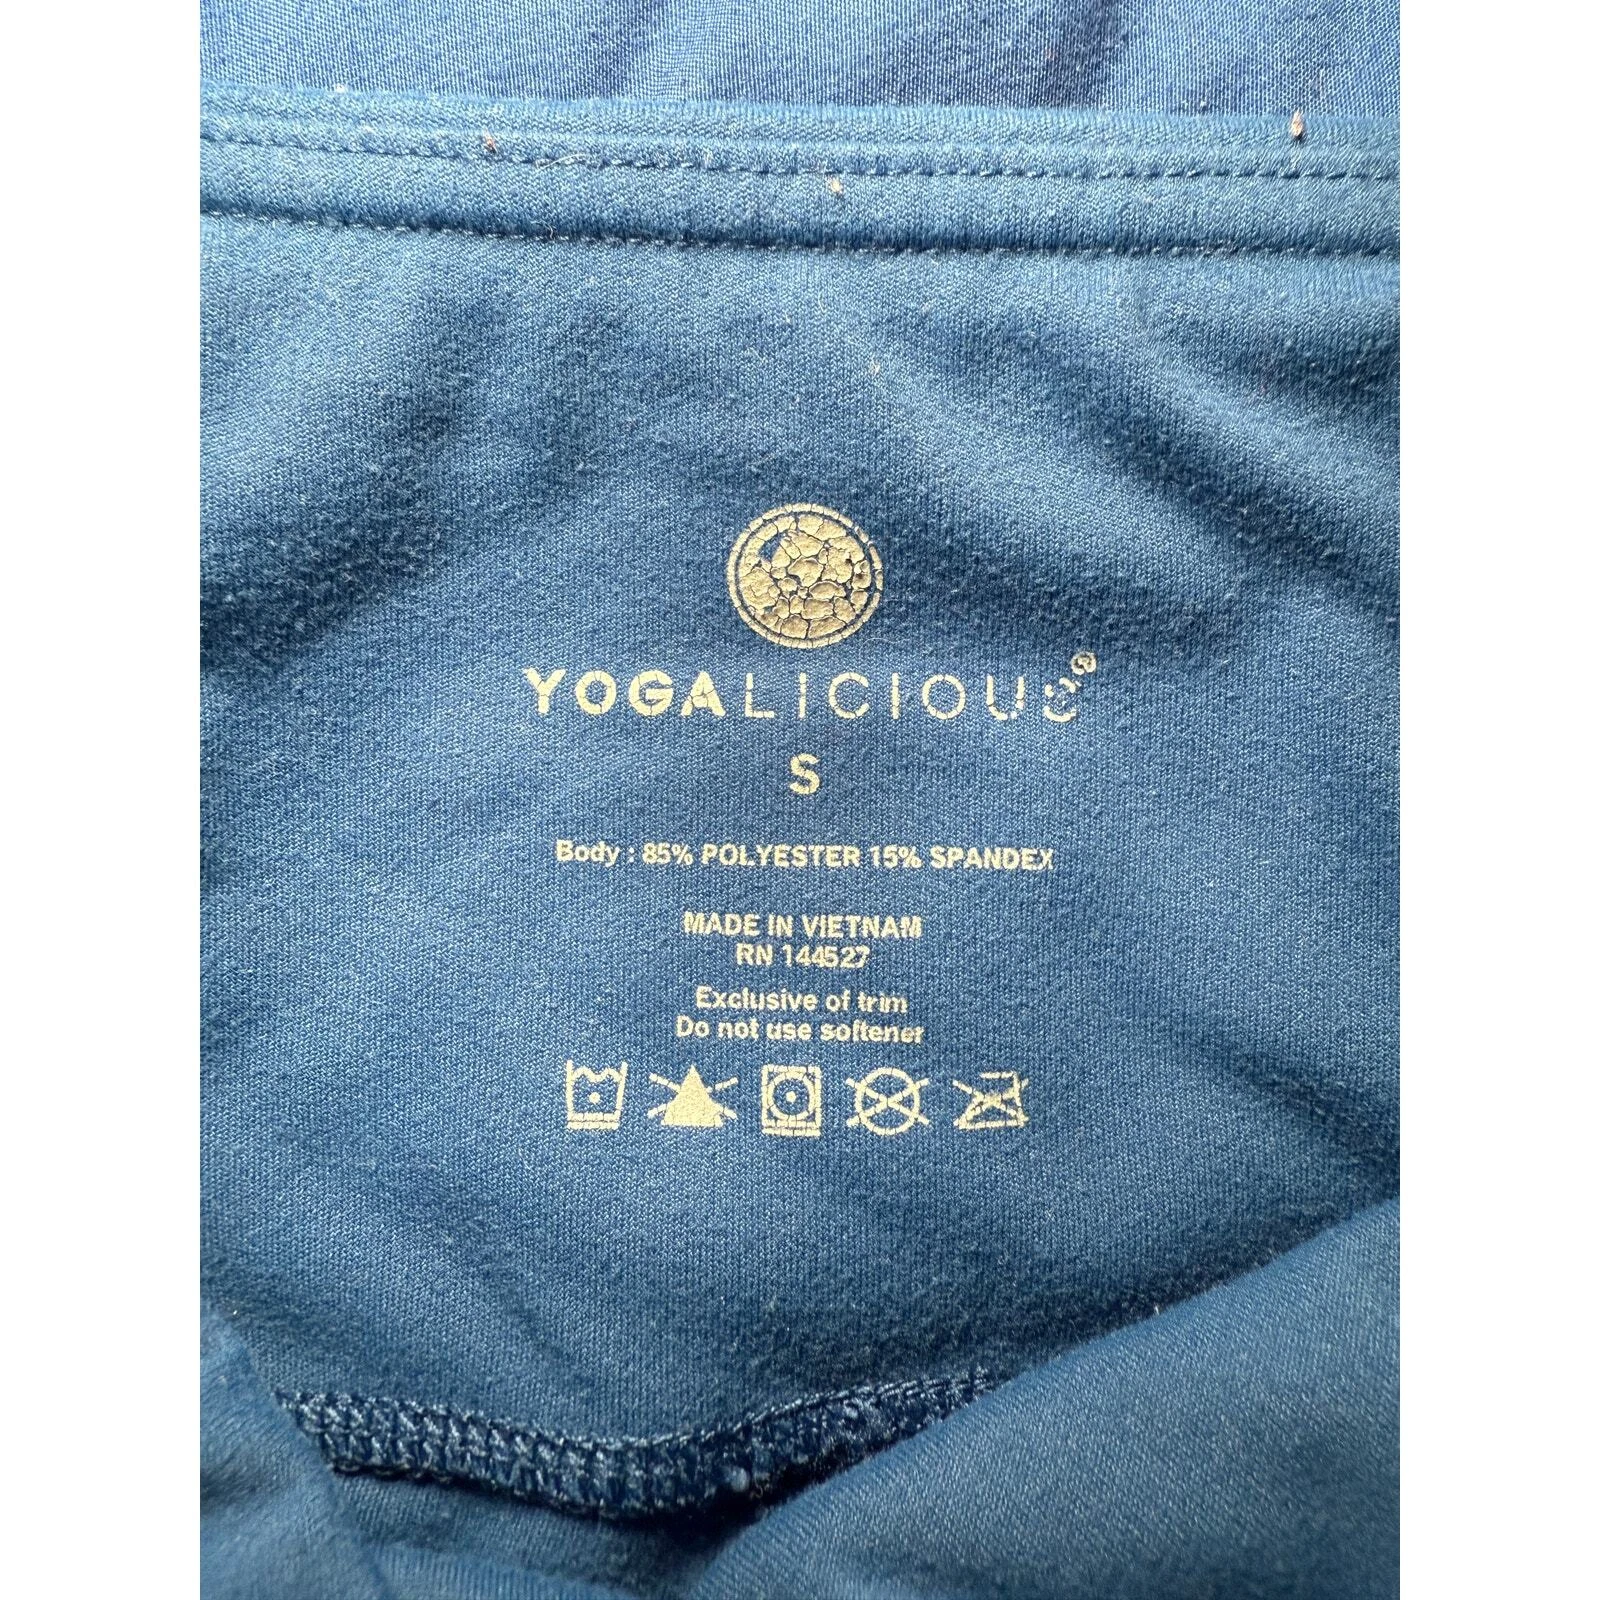 YOGALICIOUS®
S
Body : 85% POLYESTER 15% SPANDEX
MADE IN VIETNAM
RN 144527
Exclusive of trim
Do not use softener